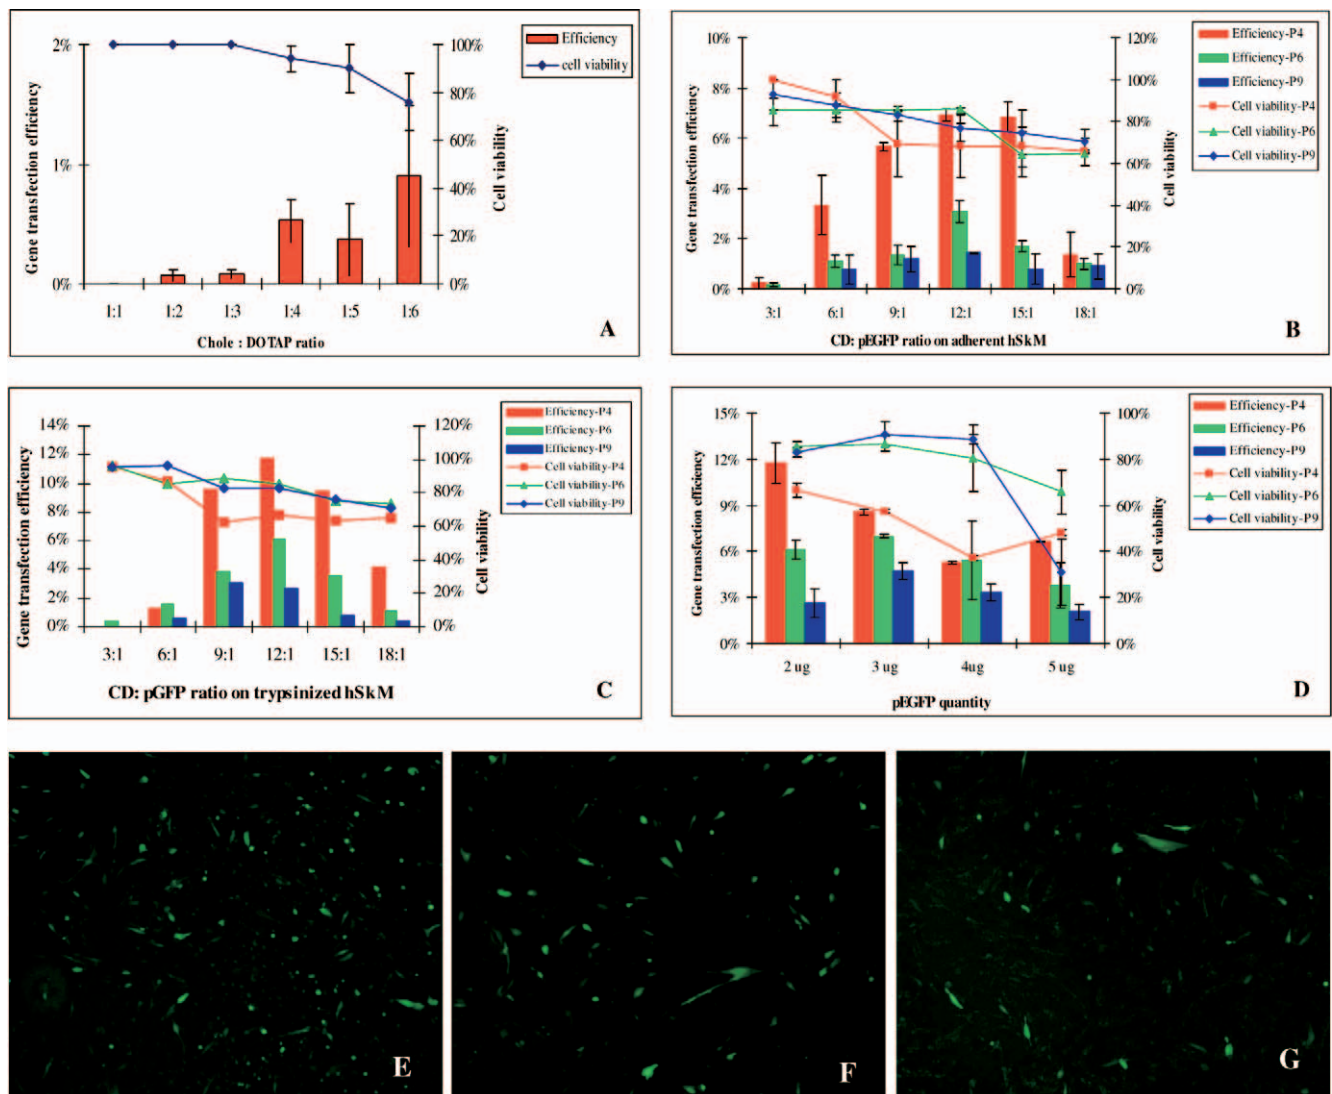 2%
1%
0%
Gene transfection efficiency
100%
80%
60%
40%
20%
0%
Cell viability
Efficiency
cell viability
1:1 1:2 1:3 1:4 1:5 1:6
Chole : DOTAP ratio
A
10%
8%
6%
4%
2%
0%
Gene transfection efficiency
120%
100%
80%
60%
40%
20%
0%
Cell viability
Efficiency-P4
Efficiency-P6
Efficiency-P9
Cell viability-P4
Cell viability-P6
Cell viability-P9
3:1 6:1 9:1 12:1 15:1 18:1
CD: pEGFP ratio on adherent hSkM
B
14%
12%
10%
8%
6%
4%
2%
0%
Gene transfection efficiency
120%
100%
80%
60%
40%
20%
0%
Cell viability
Efficiency-P4
Efficiency-P6
Efficiency-P9
Cell viability-P4
Cell viability-P6
Cell viability-P9
3:1 6:1 9:1 12:1 15:1 18:1
CD: pGFP ratio on trypsinized hSkM
C
15%
12%
9%
6%
3%
0%
Gene transfection efficiency
100%
80%
60%
40%
20%
0%
Cell viability
Efficiency-P4
Efficiency-P6
Efficiency-P9
Cell viability-P4
Cell viability-P6
Cell viability-P9
2 ug 3 ug 4ug 5 ug
pEGFP quantity
D
E
F
G